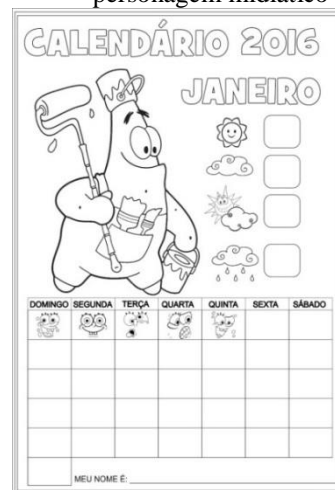 personagem midiático
CALENDÁRIO 2016
JANEIRO
DOMINGO SEGUNDA TERÇA QUARTA QUINTA SEXTA SÁBADO
MEU NOME É: